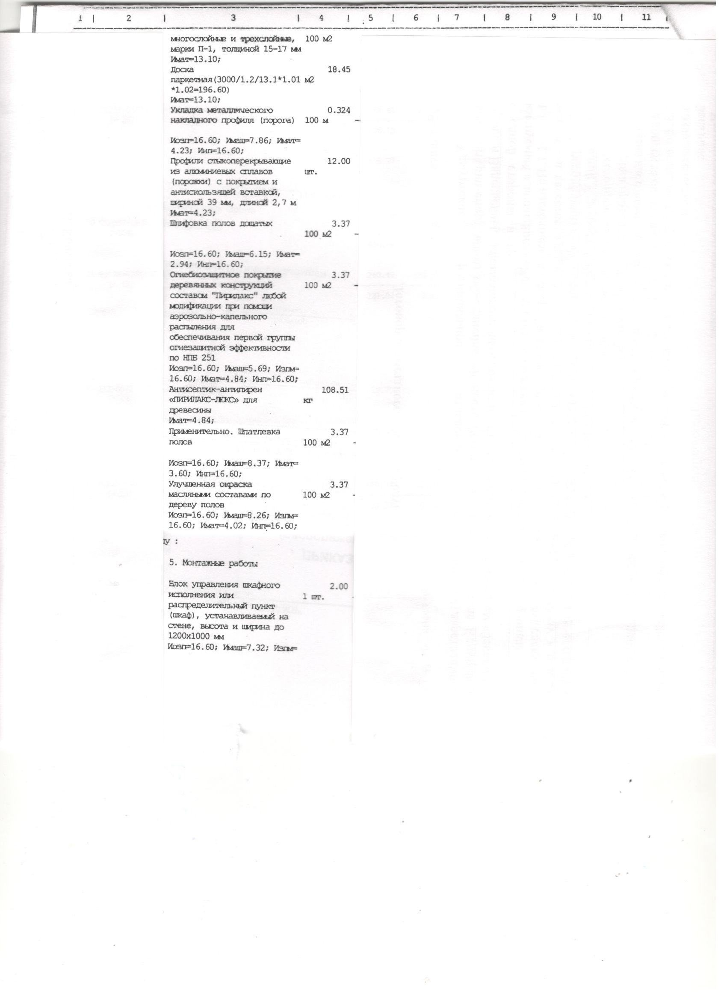 1 | 2 | 3 | 4 | 5 | 6 | 7 | 8 | 9 | 10 | 11
многослойные и трехслойные, 100 м2
марки П-1, толщиной 15-17 мм
Имат=13.10;
Доска 18.45
паркетная(3000/1.2/13.1*1.01 м2
*1.02=196.60)
Имат=13.10;
Укладка металлического 0.324
накладного профиля (порога) 100 м -
Иозп=16.60; Имаш=7.86; Имат=
4.23; Инп=16.60;
Профили стыкоперекрывающие 12.00
из алюминиевых сплавов шт.
(порожки) с покрытием и
антискользящей вставкой,
шириной 39 мм, длиной 2,7 м
Имат=4.23;
Шлифовка полов дощатых 3.37
100 м2 -
Иозп=16.60; Имаш=6.15; Имат=
2.94; Инп=16.60;
Огнебиозащитное покрытие 3.37
деревянных конструкций 100 м2 -
составом "Пирилакс" любой
модификации при помощи
аэрозольно-капельного
распыления для
обеспечивания первой группы
огнезащитной эффективности
по НПБ 251
Иозп=16.60; Имаш=5.69; Изпм=
16.60; Имат=4.84; Инп=16.60;
Антисептик-антипирен 108.51
«ПИРИЛАКС-ЛЮКС» для кг
древесины
Имат=4.84;
Применительно. Шпатлевка 3.37
полов 100 м2 -
Иозп=16.60; Имаш=8.37; Имат=
3.60; Инп=16.60;
Улучшенная окраска 3.37
масляными составами по 100 м2 -
дереву полов
Иозп=16.60; Имаш=8.26; Изпм=
16.60; Имат=4.02; Инп=16.60;
у :
5. Монтажные работы
Блок управления шкафного 2.00
исполнения или 1 шт.
распределительный пункт
(шкаф), устанавливаемый на
стене, высота и ширина до
1200х1000 мм
Иозп=16.60; Имаш=7.32; Изпм=